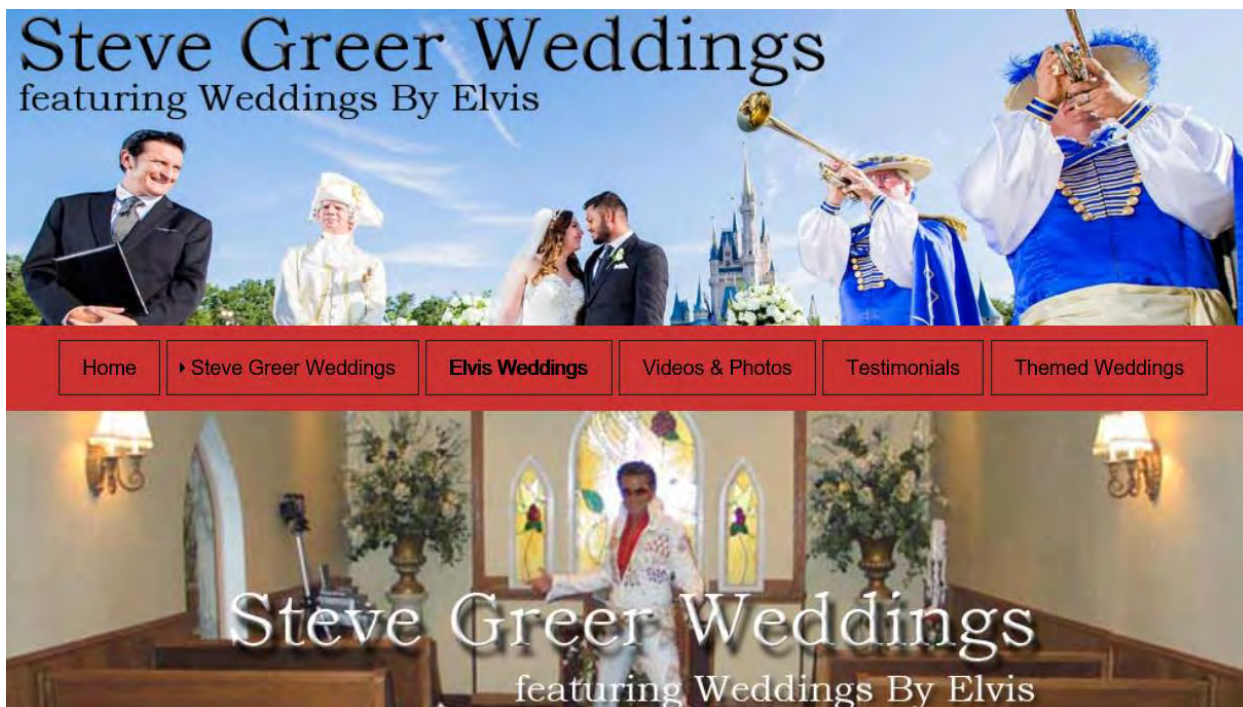 Steve Greer Weddings
featuring Weddings By Elvis
Home
Steve Greer Weddings
Elvis Weddings
Videos & Photos
Testimonials
Themed Weddings
Steve Greer Weddings
featuring Weddings By Elvis